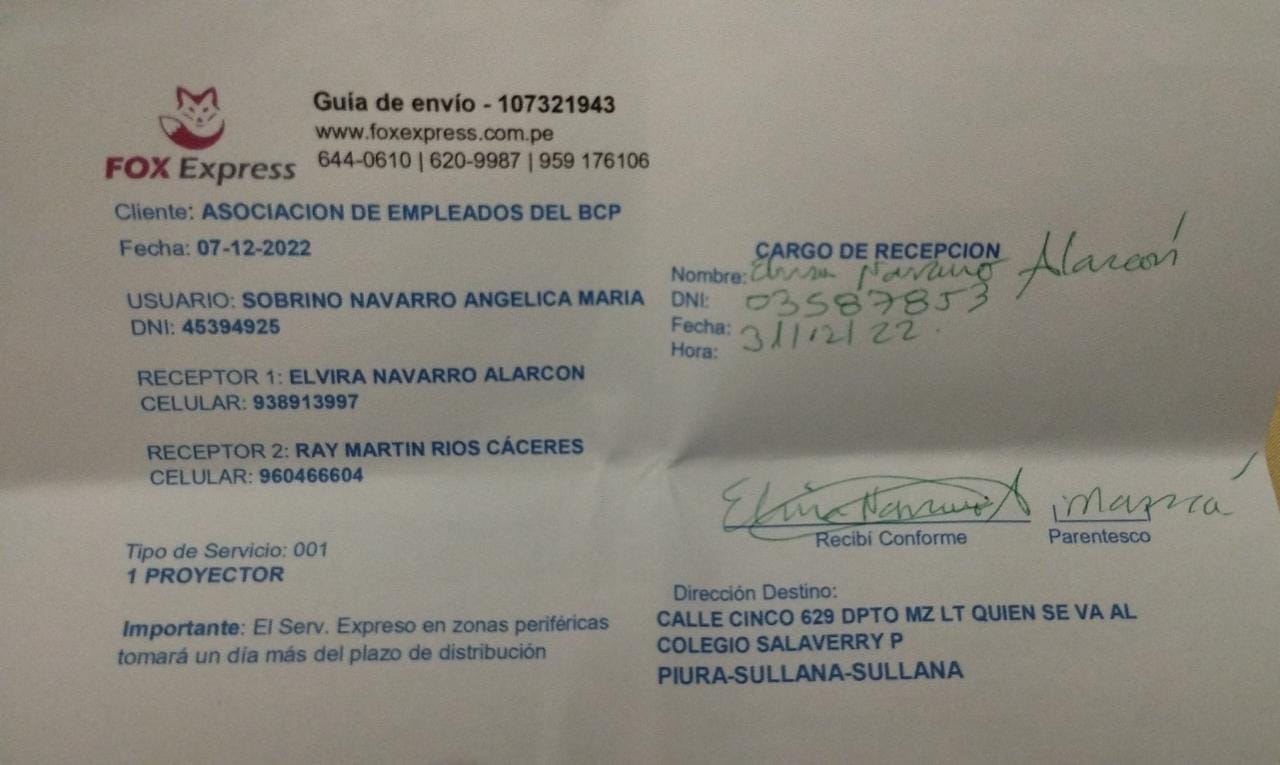 FOX Express
Guía de envío - 107321943
www.foxexpress.com.pe
644-0610 | 620-9987 | 959 176106
Cliente: ASOCIACION DE EMPLEADOS DEL BCP
Fecha: 07-12-2022
USUARIO: SOBRINO NAVARRO ANGELICA MARIA
DNI: 45394925
RECEPTOR 1: ELVIRA NAVARRO ALARCON
CELULAR: 938913997
RECEPTOR 2: RAY MARTIN RIOS CÁCERES
CELULAR: 960466604
Tipo de Servicio: 001
1 PROYECTOR
Importante: El Serv. Expreso en zonas periféricas
tomará un día más del plazo de distribución
CARGO DE RECEPCION
Nombre: Elvira Navarro Alarcón
DNI: 03587853
Fecha: 31/12/22.
Hora:
Elvira Navarro A mamá
Recibí Conforme Parentesco
Dirección Destino:
CALLE CINCO 629 DPTO MZ LT QUIEN SE VA AL
COLEGIO SALAVERRY P
PIURA-SULLANA-SULLANA